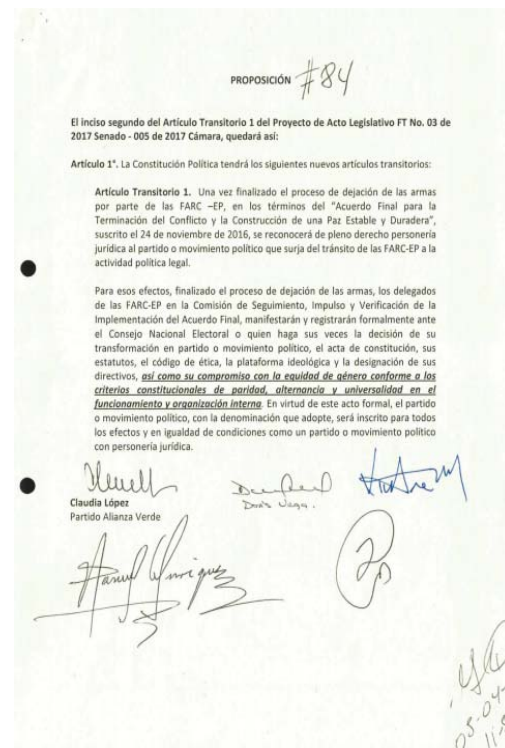 PROPOSICIÓN #84
El inciso segundo del Artículo Transitorio 1 del Proyecto de Acto Legislativo FT No. 03 de
2017 Senado - 005 de 2017 Cámara, quedará así:
Artículo 1°. La Constitución Política tendrá los siguientes nuevos artículos transitorios:
Artículo Transitorio 1. Una vez finalizado el proceso de dejación de las armas
por parte de las FARC –EP, en los términos del "Acuerdo Final para la
Terminación del Conflicto y la Construcción de una Paz Estable y Duradera",
suscrito el 24 de noviembre de 2016, se reconocerá de pleno derecho personería
jurídica al partido o movimiento político que surja del tránsito de las FARC-EP a la
actividad política legal.
Para esos efectos, finalizado el proceso de dejación de las armas, los delegados
de las FARC-EP en la Comisión de Seguimiento, Impulso y Verificación de la
Implementación del Acuerdo Final, manifestarán y registrarán formalmente ante
el Consejo Nacional Electoral o quien haga sus veces la decisión de su
transformación en partido o movimiento político, el acta de constitución, sus
estatutos, el código de ética, la plataforma ideológica y la designación de sus
directivos, así como su compromiso con la equidad de género conforme a los
criterios constitucionales de paridad, alternancia y universalidad en el
funcionamiento y organización interna. En virtud de este acto formal, el partido
o movimiento político, con la denominación que adopte, será inscrito para todos
los efectos y en igualdad de condiciones como un partido o movimiento político
con personería jurídica.
Claudia López
Partido Alianza Verde
Doris Vega.